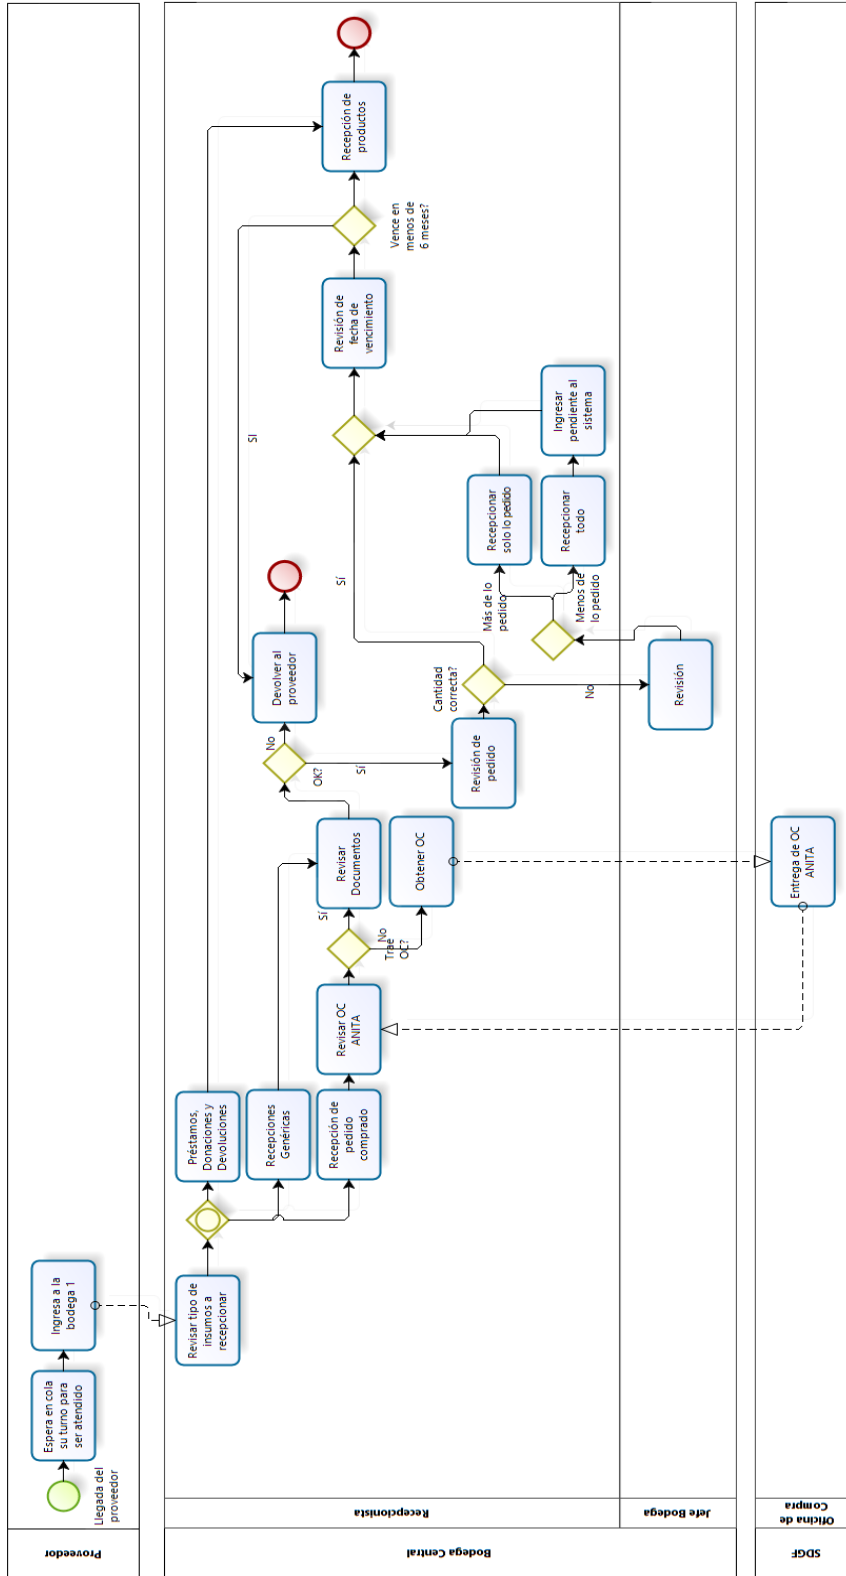 Proveedor
Llegada del
proveedor
Espera en cola
su turno para
ser atendido
Ingresa a la
bodega 1
Bodega Central
Recepcionista
Revisar tipo de
insumos a
recepcionar
Préstamos,
Donaciones y
Devoluciones
Recepciones
Genéricas
Recepción de
pedido
comprado
Revisar OC
ANITA
Trae
OC?
Sí
No
Revisar
Documentos
Obtener OC
OK?
No
Sí
Devolver al
proveedor
Revisión de
pedido
Cantidad
correcta?
Sí
No
Más de lo
pedido
Menos de
lo pedido
Recepcionar
solo lo pedido
Recepcionar
todo
Ingresar
pendiente al
sistema
Revisión de
fecha de
vencimiento
Vence en
menos de
6 meses?
SI
Recepción de
productos
Jefe Bodega
Revisión
SDGF
Oficina de
Compra
Entrega de OC
ANITA